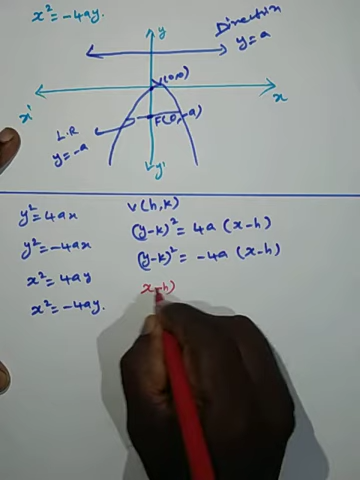 x² = -4ay.
y
Directrix
y = a
V(0,0)
x'
x
F(0,-a)
L.R
y = -a
y'
y² = 4ax
V(h,k)
(y-k)² = 4a (x-h)
y² = -4ax
(y-k)² = -4a (x-h)
x² = 4ay
x-h)
x² = -4ay.